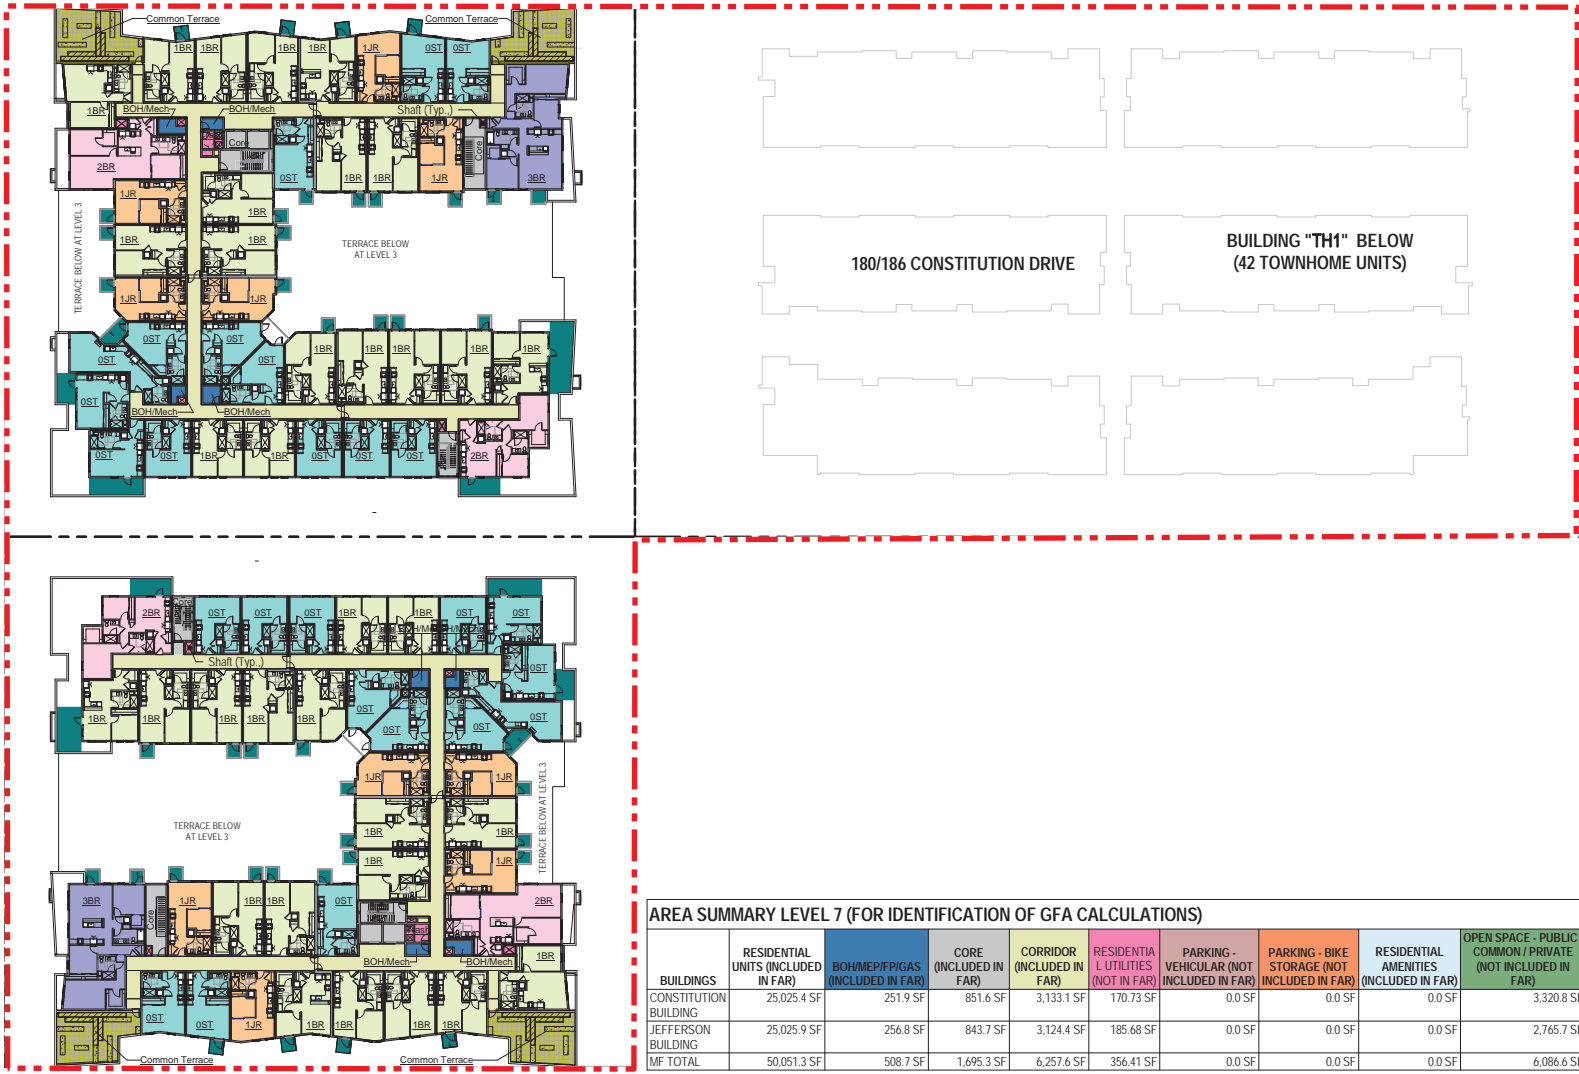 Common Terrace
Common Terrace
1BR
1BR
1BR
1BR
1JR
0ST
0ST
1BR
BOH/Mech
BOH/Mech
Shaft (Typ.,)
Core
Core
2BR
0ST
1BR
1BR
1JR
3BR
1JR
1BR
1BR
1BR
1JR
1JR
TERRACE BELOW AT LEVEL 3
TERRACE BELOW
AT LEVEL 3
0ST
0ST
0ST
0ST
1BR
1BR
1BR
1BR
1BR
0ST
BOH/Mech
BOH/Mech
0ST
0ST
1BR
1BR
0ST
0ST
0ST
2BR
180/186 CONSTITUTION DRIVE
BUILDING "TH1" BELOW
(42 TOWNHOME UNITS)
2BR
Core
0ST
0ST
0ST
1BR
1BR
0ST
0ST
Shaft (Typ.,)
0ST
1BR
1BR
1BR
1BR
1BR
0ST
0ST
0ST
0ST
1JR
1JR
1BR
1BR
1BR
1JR
TERRACE BELOW
AT LEVEL 3
TERRACE BELOW AT LEVEL 3
3BR
Core
1JR
1BR
1BR
0ST
2BR
BOH/Mech
BOH/Mech
1BR
0ST
0ST
1JR
1BR
1BR
1BR
1BR
Common Terrace
Common Terrace
AREA SUMMARY LEVEL 7 (FOR IDENTIFICATION OF GFA CALCULATIONS)
BUILDINGS
RESIDENTIAL
UNITS (INCLUDED
IN FAR)
BOH/MEP/FP/GAS
(INCLUDED IN FAR)
CORE
(INCLUDED IN
FAR)
CORRIDOR
(INCLUDED IN
FAR)
RESIDENTIA
L UTILITIES
(NOT IN FAR)
PARKING -
VEHICULAR (NOT
INCLUDED IN FAR)
PARKING - BIKE
STORAGE (NOT
INCLUDED IN FAR)
RESIDENTIAL
AMENITIES
(INCLUDED IN FAR)
OPEN SPACE - PUBLIC
COMMON / PRIVATE
(NOT INCLUDED IN
FAR)
CONSTITUTION
BUILDING
25,025.4 SF
251.9 SF
851.6 SF
3,133.1 SF
170.73 SF
0.0 SF
0.0 SF
0.0 SF
3,320.8 SF
JEFFERSON
BUILDING
25,025.9 SF
256.8 SF
843.7 SF
3,124.4 SF
185.68 SF
0.0 SF
0.0 SF
0.0 SF
2,765.7 SF
MF TOTAL
50,051.3 SF
508.7 SF
1,695.3 SF
6,257.6 SF
356.41 SF
0.0 SF
0.0 SF
0.0 SF
6,086.6 SF